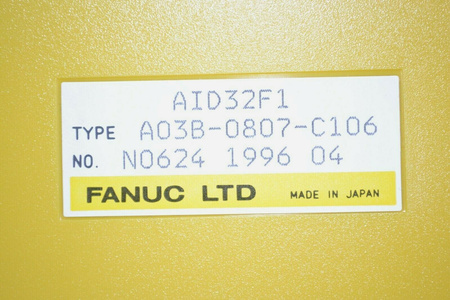 AID32F1
TYPE A03B-0807-C106
NO. N0624 1996 04
FANUC LTD MADE IN JAPAN